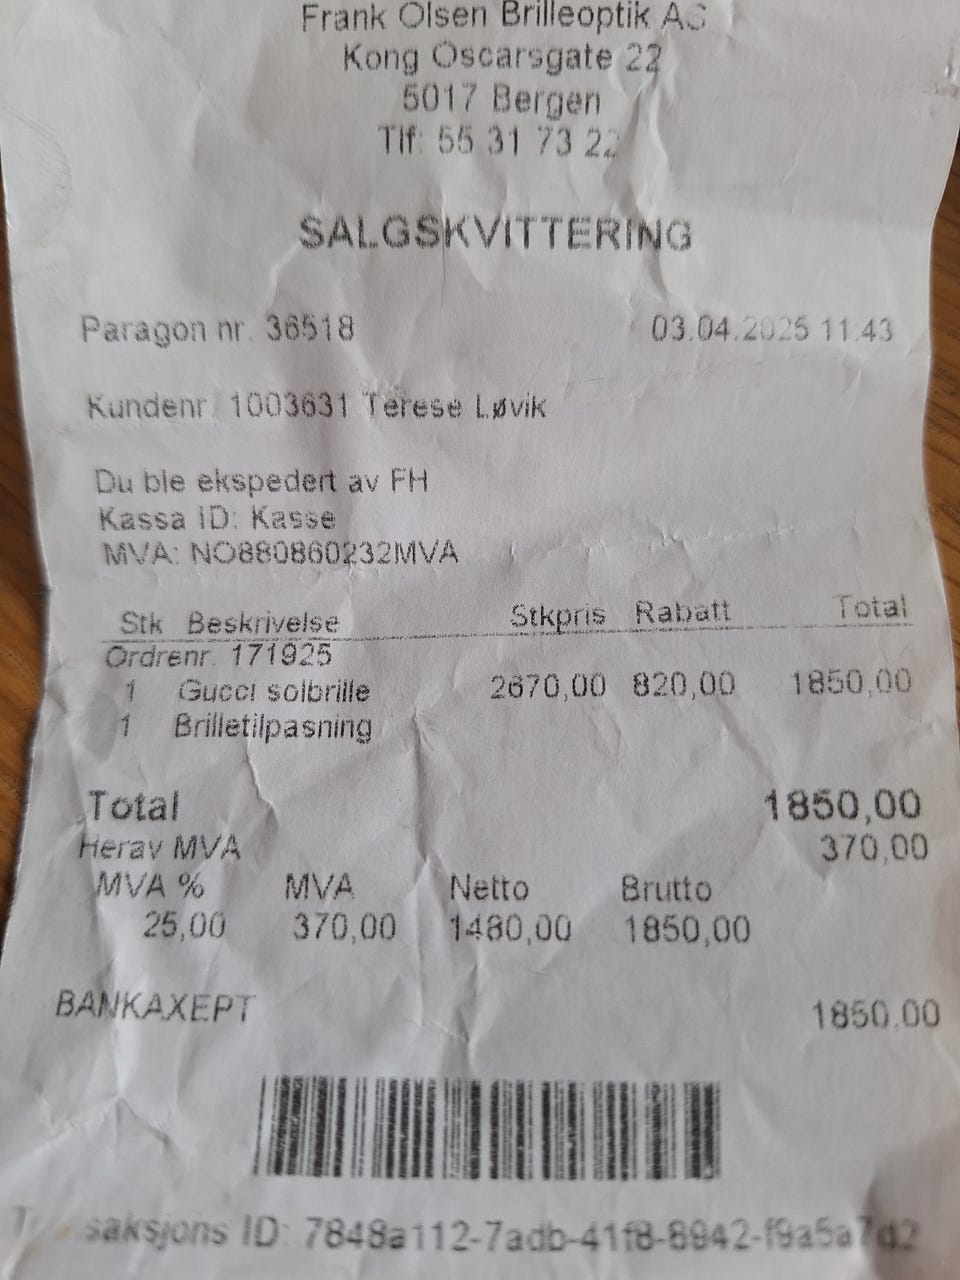 Frank Olsen Brilleoptik AS
Kong Oscarsgate 22
5017 Bergen
Tlf: 55 31 73 22
SALGSKVITTERING
Paragon nr. 36518 03.04.2025 11:43
Kundenr. 1003631 Terese Løvik
Du ble ekspedert av FH
Kassa ID: Kasse
MVA: NO880860232MVA
Stk Beskrivelse Stkpris Rabatt Total
Ordrenr. 171925
1 Gucci solbrille 2670,00 820,00 1850,00
1 Brilletilpasning
Total 1850,00
Herav MVA 370,00
MVA % MVA Netto Brutto
25,00 370,00 1480,00 1850,00
BANKAXEPT 1850,00
ID: 7848a112-7adb-41f8-8942-f9a5a7d2